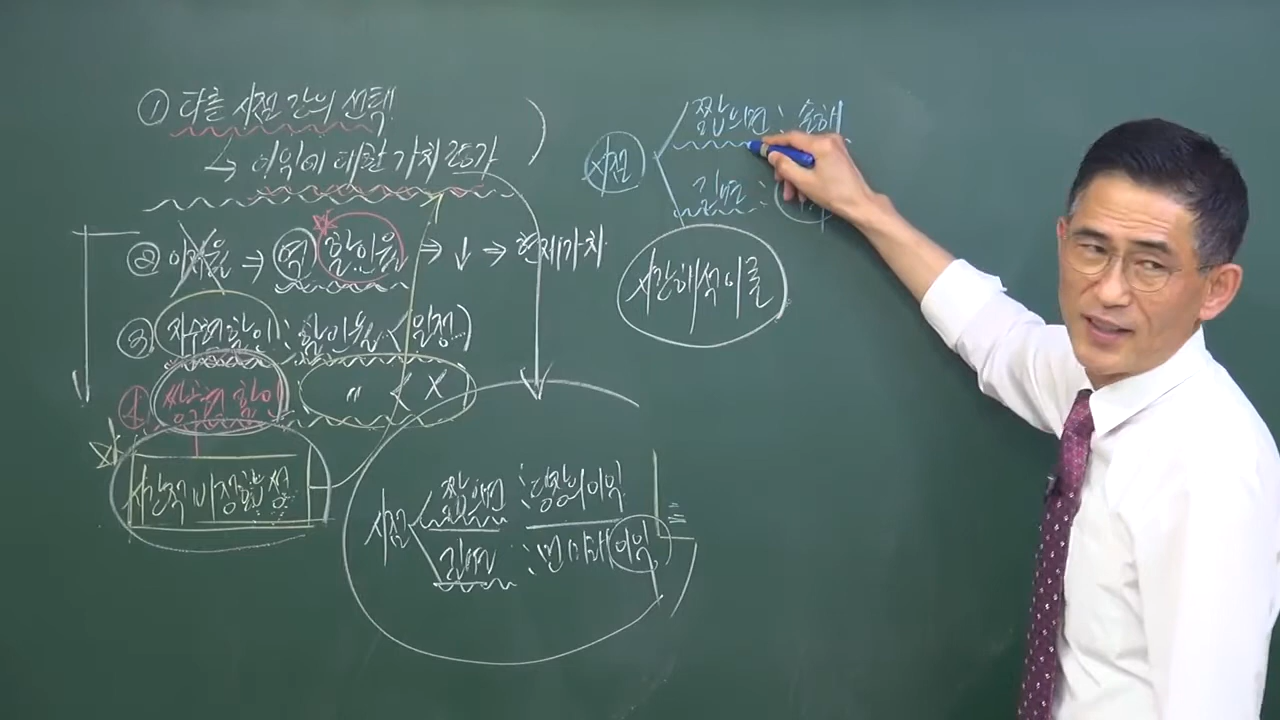 ① 다른 시점 간의 선택
↳ 이익에 대한 가치 평가
② 이자율 → 역 할인율 → ↓ → 현재가치
③ 지수형 할인 : 할인율 < 일정
④ 쌍곡형 할인 〃 < X
시간적 비정합성
시점 < 짧으면 : 당장의 이익
길면 : 먼 미래 이익
시점 < 짧으면 : 손해
길면 :
시간해석이론